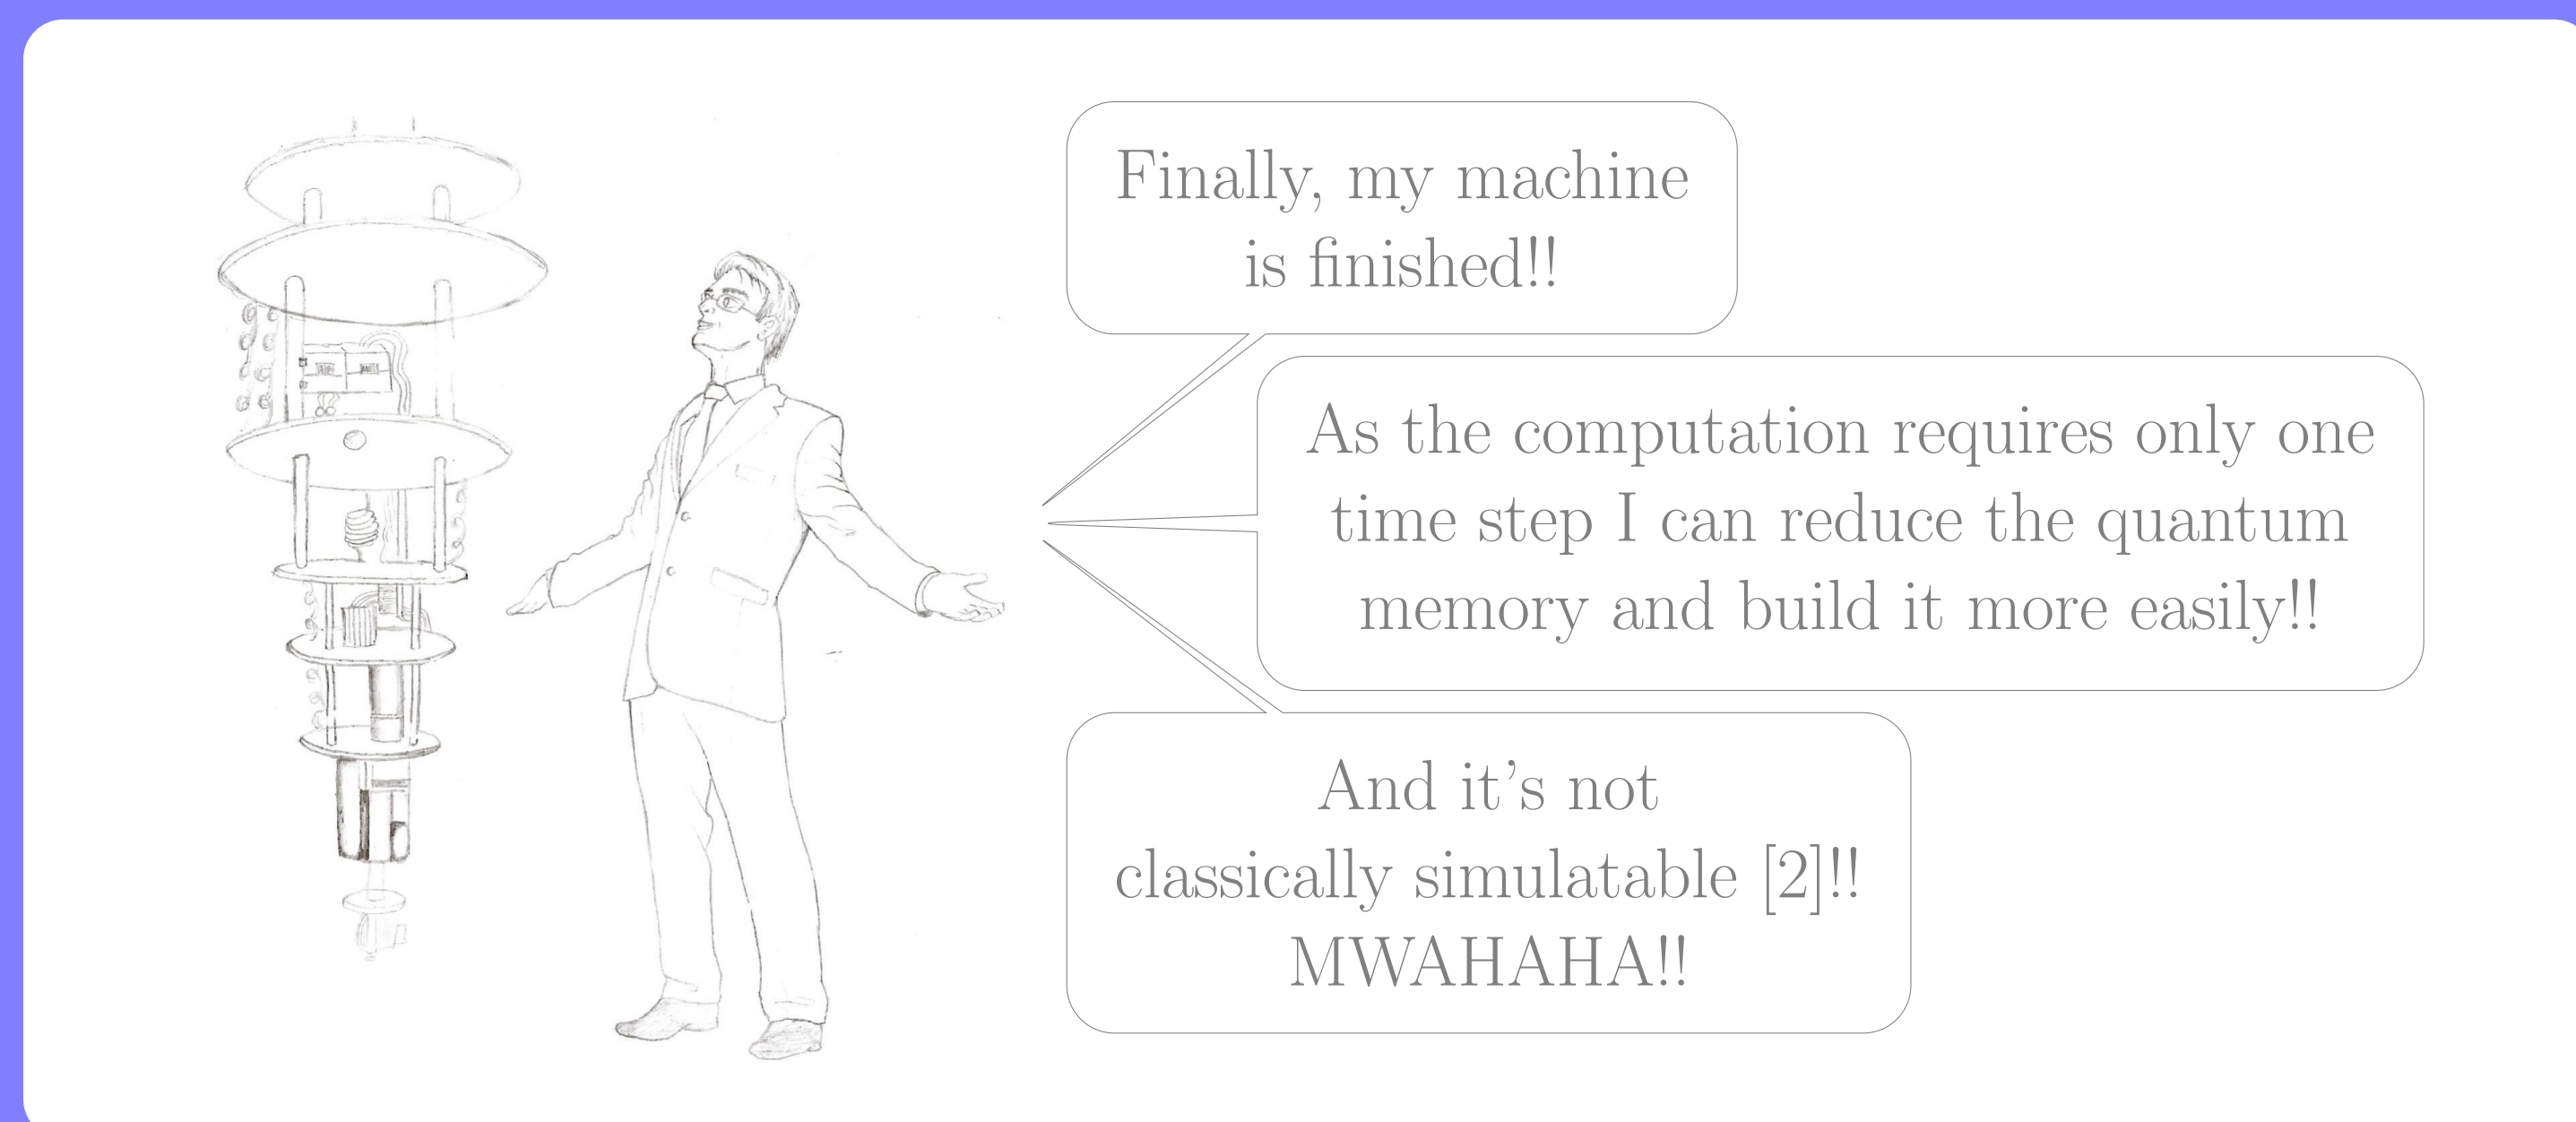 Finally, my machine
is finished!!
As the computation requires only one
time step I can reduce the quantum
memory and build it more easily!!
And it's not
classically simulatable [2]!!
MWAHAHA!!